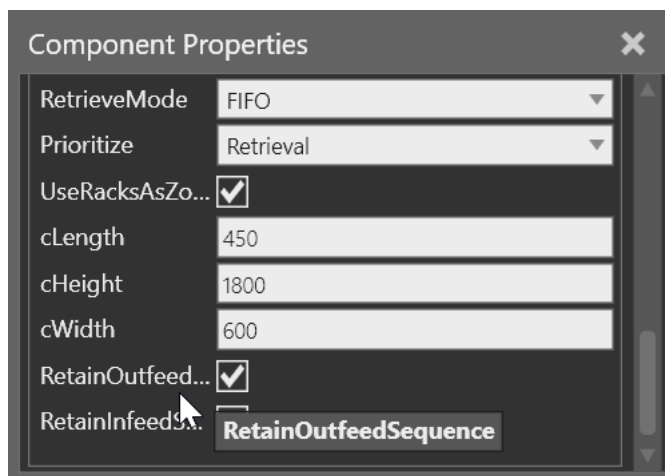 Component Properties
RetrieveMode FIFO
Prioritize Retrieval
UseRacksAsZo...
cLength 450
cHeight 1800
cWidth 600
RetainOutfeed...
RetainInfeedS...
RetainOutfeedSequence